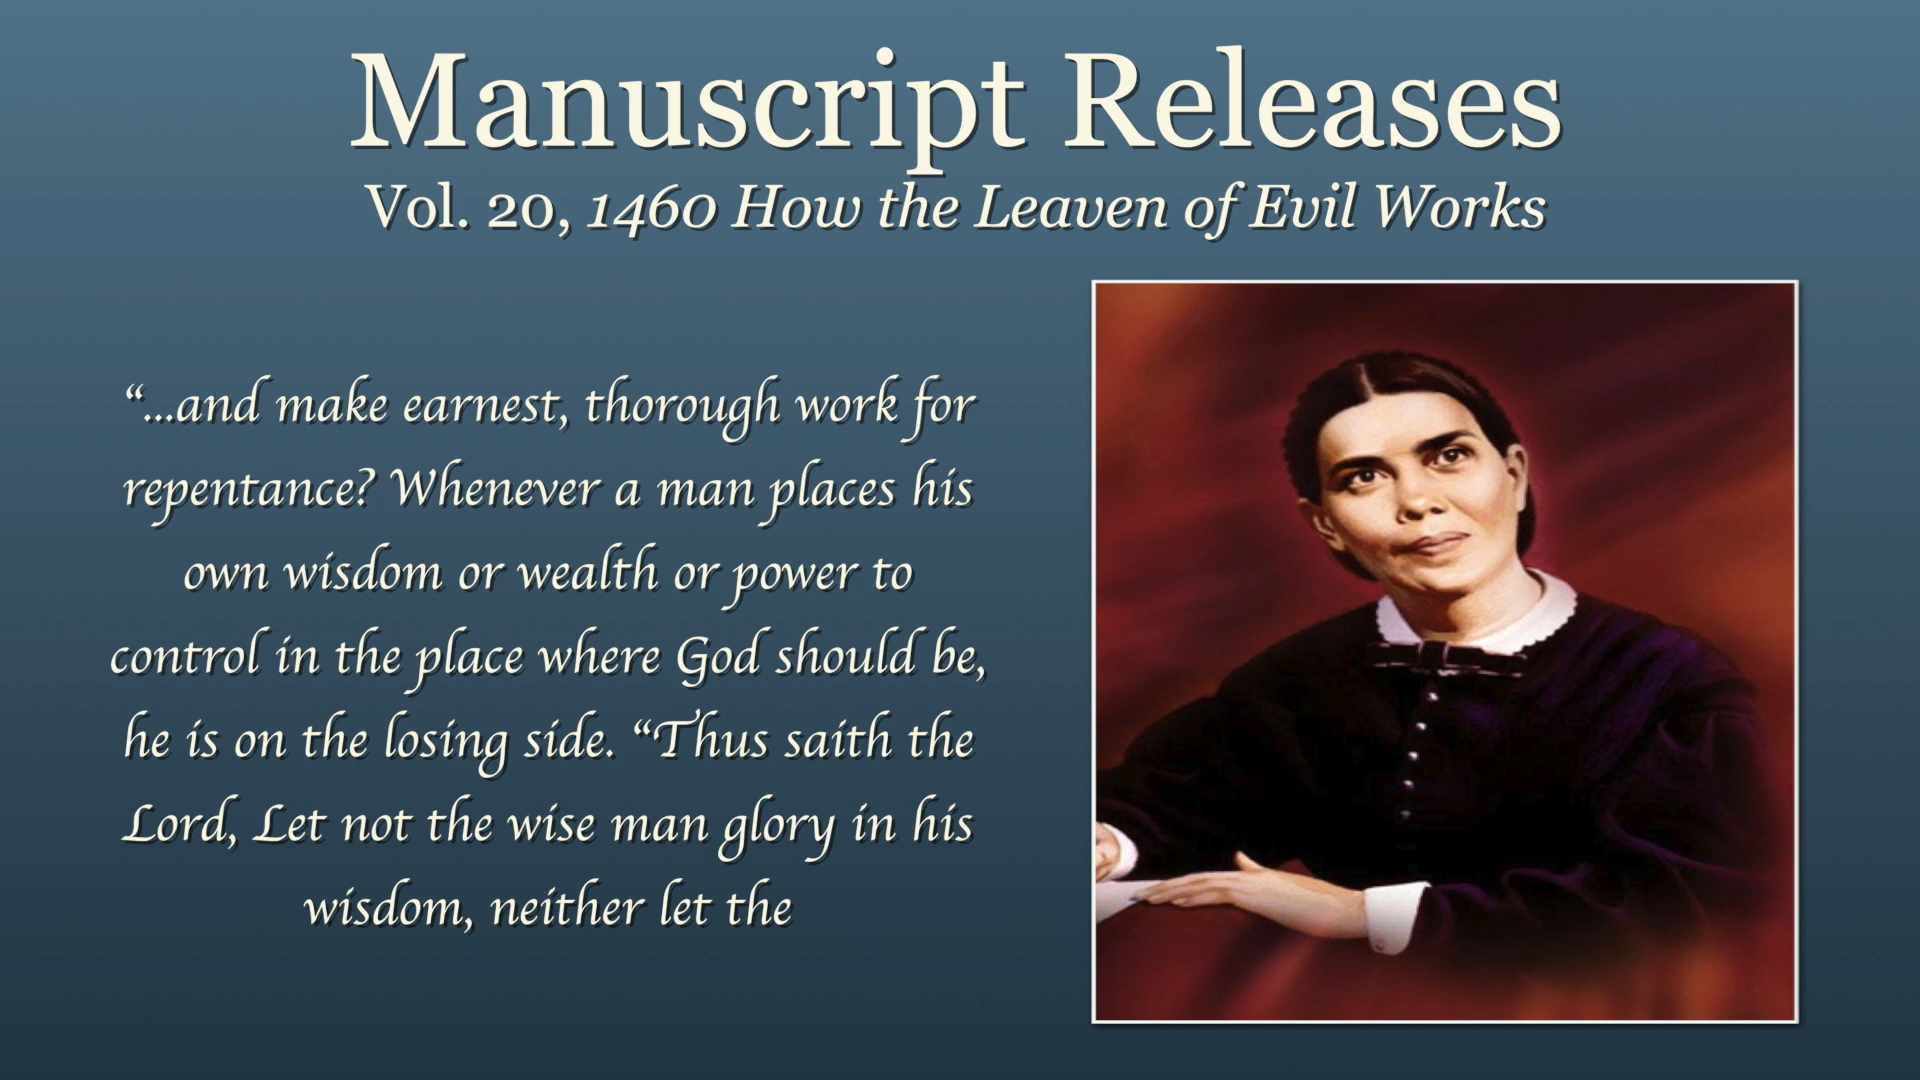 Manuscript Releases
Vol. 20, 1460 How the Leaven of Evil Works
“...and make earnest, thorough work for
repentance? Whenever a man places his
own wisdom or wealth or power to
control in the place where God should be,
he is on the losing side. “Thus saith the
Lord, Let not the wise man glory in his
wisdom, neither let the